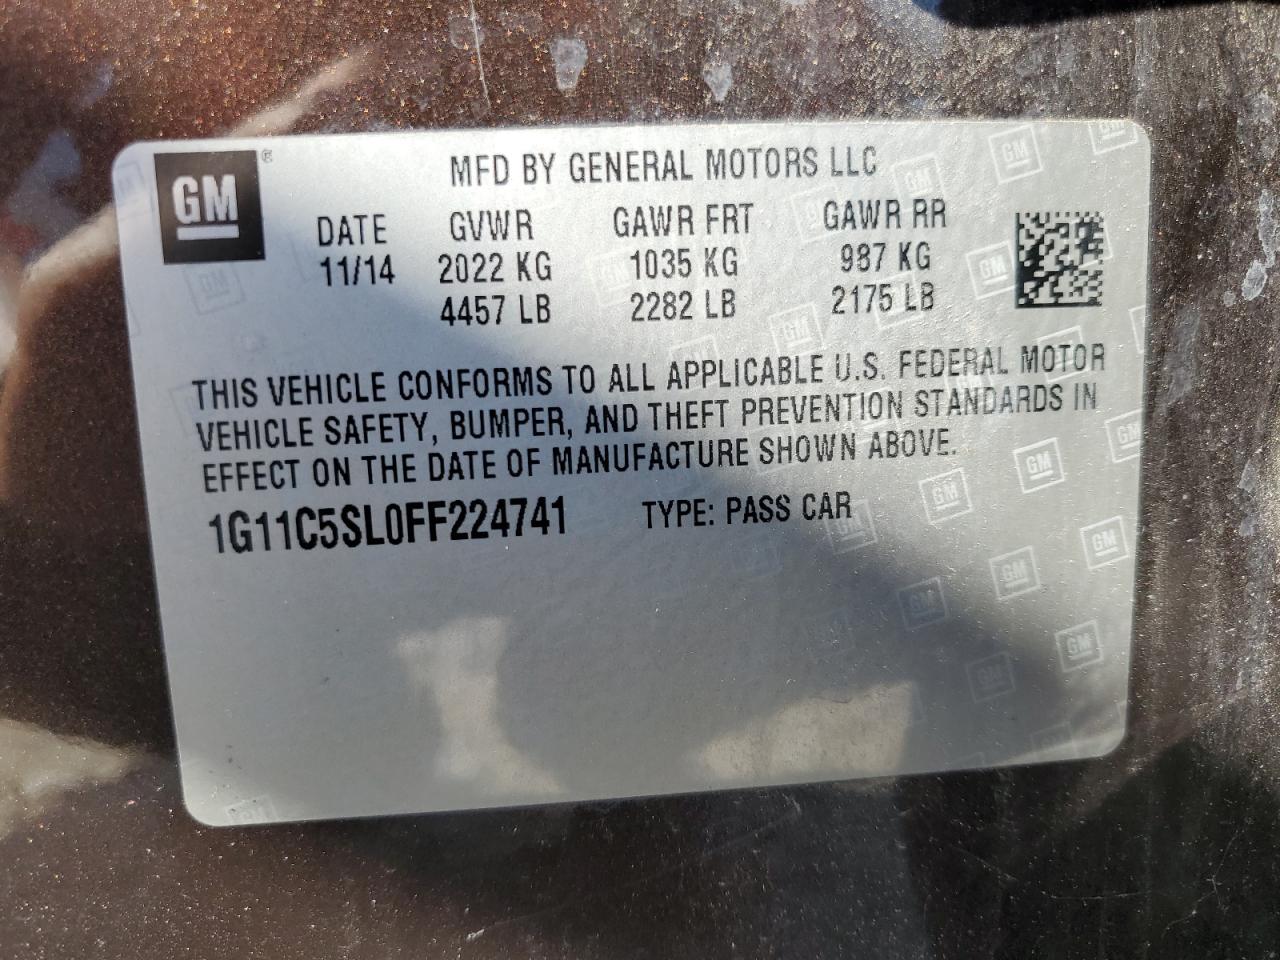 GM®
MFD BY GENERAL MOTORS LLC
DATE GVWR GAWR FRT GAWR RR
11/14 2022 KG 1035 KG 987 KG
4457 LB 2282 LB 2175 LB
THIS VEHICLE CONFORMS TO ALL APPLICABLE U.S. FEDERAL MOTOR
VEHICLE SAFETY, BUMPER, AND THEFT PREVENTION STANDARDS IN
EFFECT ON THE DATE OF MANUFACTURE SHOWN ABOVE.
1G11C5SL0FF224741 TYPE: PASS CAR